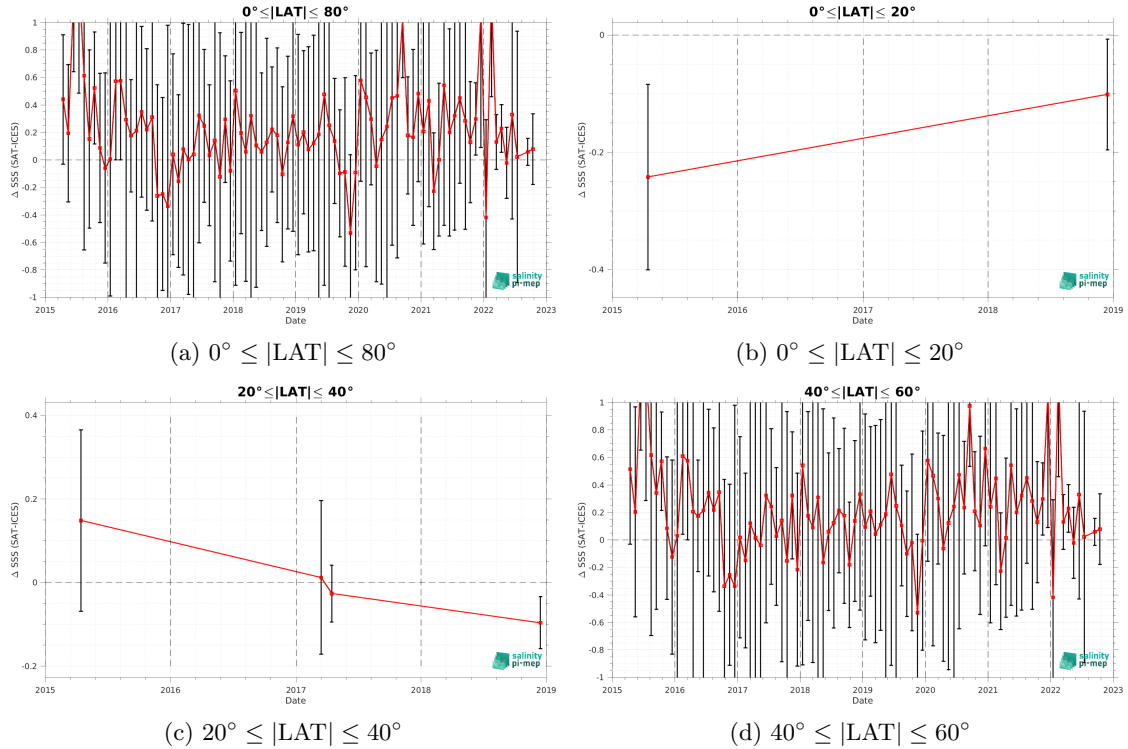 0°≤|LAT|≤ 80°
1
0.8
0.6
0.4
0.2
0
-0.2
-0.4
-0.6
-0.8
-1
Δ SSS (SAT-ICES)
2015 2016 2017 2018 2019 2020 2021 2022 2023
Date
salinity
pi-mep
(a) 0° ≤ |LAT| ≤ 80°
0°≤|LAT|≤ 20°
0
-0.2
-0.4
Δ SSS (SAT-ICES)
2015 2016 2017 2018 2019
Date
salinity
pi-mep
(b) 0° ≤ |LAT| ≤ 20°
20°≤|LAT|≤ 40°
0.4
0.2
0
-0.2
Δ SSS (SAT-ICES)
2015 2016 2017 2018 2019
Date
salinity
pi-mep
(c) 20° ≤ |LAT| ≤ 40°
40°≤|LAT|≤ 60°
1
0.8
0.6
0.4
0.2
0
-0.2
-0.4
-0.6
-0.8
-1
Δ SSS (SAT-ICES)
2015 2016 2017 2018 2019 2020 2021 2022 2023
Date
salinity
pi-mep
(d) 40° ≤ |LAT| ≤ 60°